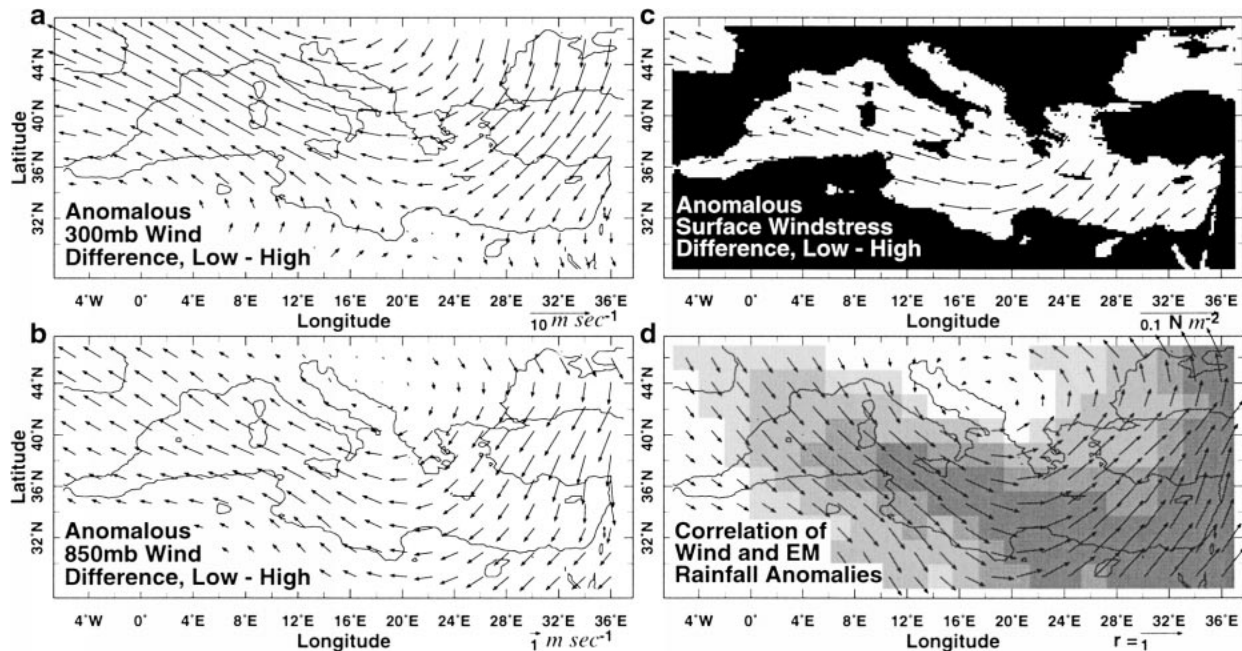 a
Latitude
44°N
40°N
36°N
32°N
Anomalous
300mb Wind
Difference, Low - High
4°W 0° 4°E 8°E 12°E 16°E 20°E 24°E 28°E 32°E 36°E
Longitude
10 m sec-1
c
Latitude
44°N
40°N
36°N
32°N
Anomalous
Surface Windstress
Difference, Low - High
4°W 0° 4°E 8°E 12°E 16°E 20°E 24°E 28°E 32°E 36°E
Longitude
0.1 N m-2
b
Latitude
44°N
40°N
36°N
32°N
Anomalous
850mb Wind
Difference, Low - High
4°W 0° 4°E 8°E 12°E 16°E 20°E 24°E 28°E 32°E 36°E
Longitude
1 m sec-1
d
Latitude
44°N
40°N
36°N
32°N
Correlation of
Wind and EM
Rainfall Anomalies
4°W 0° 4°E 8°E 12°E 16°E 20°E 24°E 28°E 32°E 36°E
Longitude
r = 1